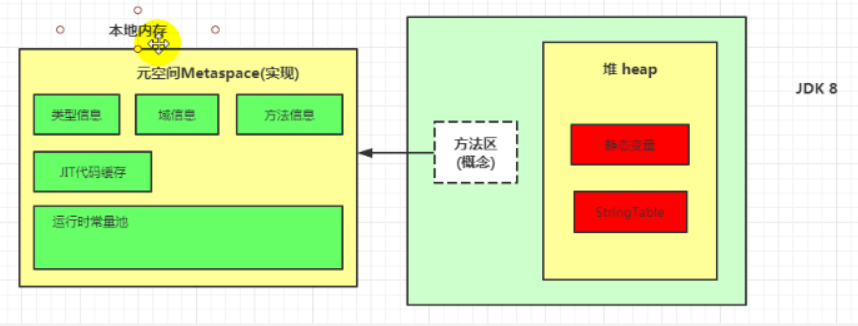 本地内存
元空间Metaspace(实现)
类型信息
域信息
方法信息
JIT代码缓存
运行时常量池
方法区
(概念)
堆 heap
静态变量
StringTable
JDK 8